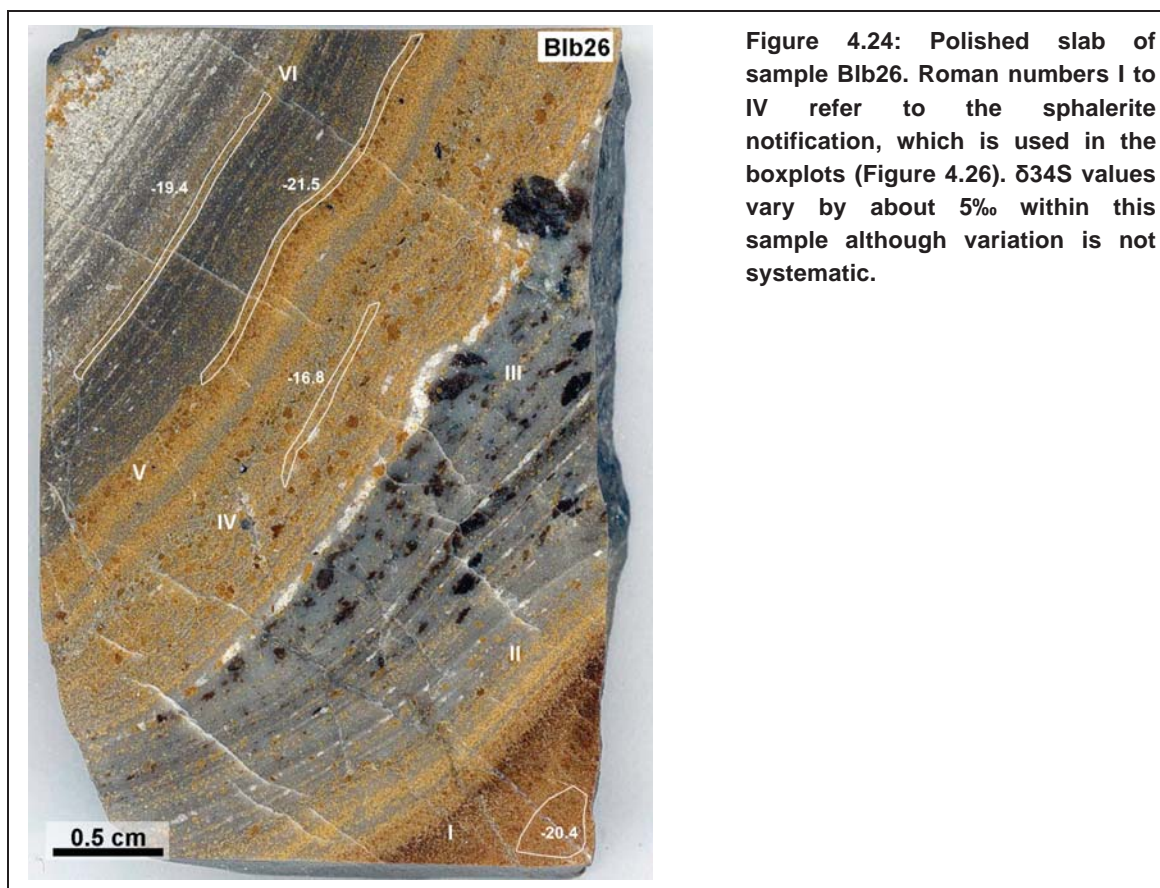 Blb26
VI
-19.4
-21.5
-16.8
III
V
IV
II
I
-20.4
0.5 cm
Figure 4.24: Polished slab of
sample Blb26. Roman numbers I to
IV refer to the sphalerite
notification, which is used in the
boxplots (Figure 4.26). δ34S values
vary by about 5‰ within this
sample although variation is not
systematic.